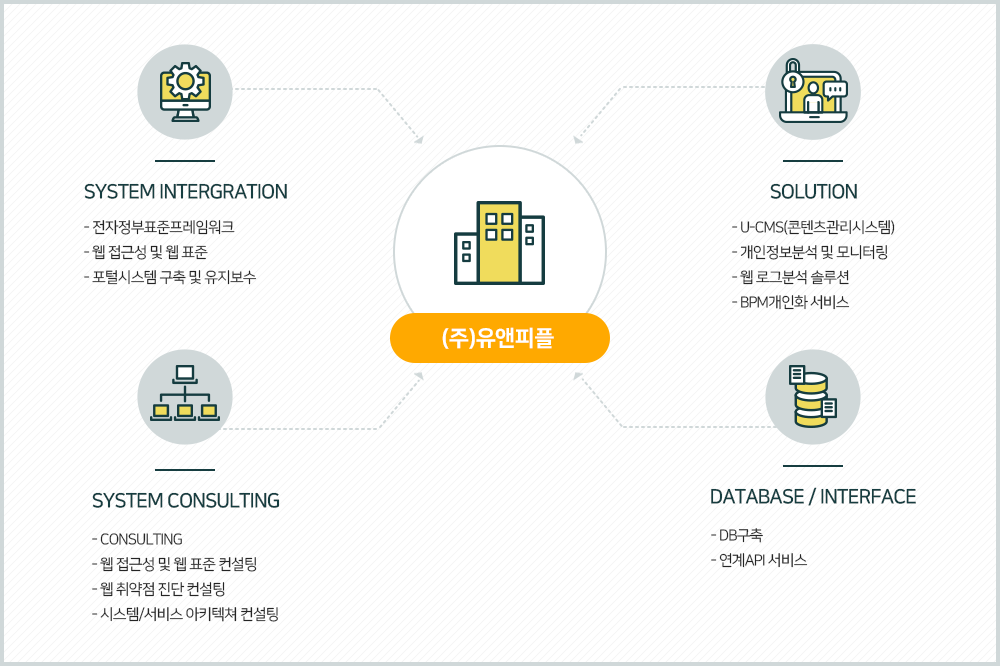 SYSTEM INTERGRATION
- 전자정부표준프레임워크
- 웹 접근성 및 웹 표준
- 포털시스템 구축 및 유지보수
SOLUTION
- U-CMS(콘텐츠관리시스템)
- 개인정보분석 및 모니터링
- 웹 로그분석 솔루션
- BPM개인화 서비스
(주)유앤피플
SYSTEM CONSULTING
- CONSULTING
- 웹 접근성 및 웹 표준 컨설팅
- 웹 취약점 진단 컨설팅
- 시스템/서비스 아키텍쳐 컨설팅
DATABASE / INTERFACE
- DB구축
- 연계API 서비스